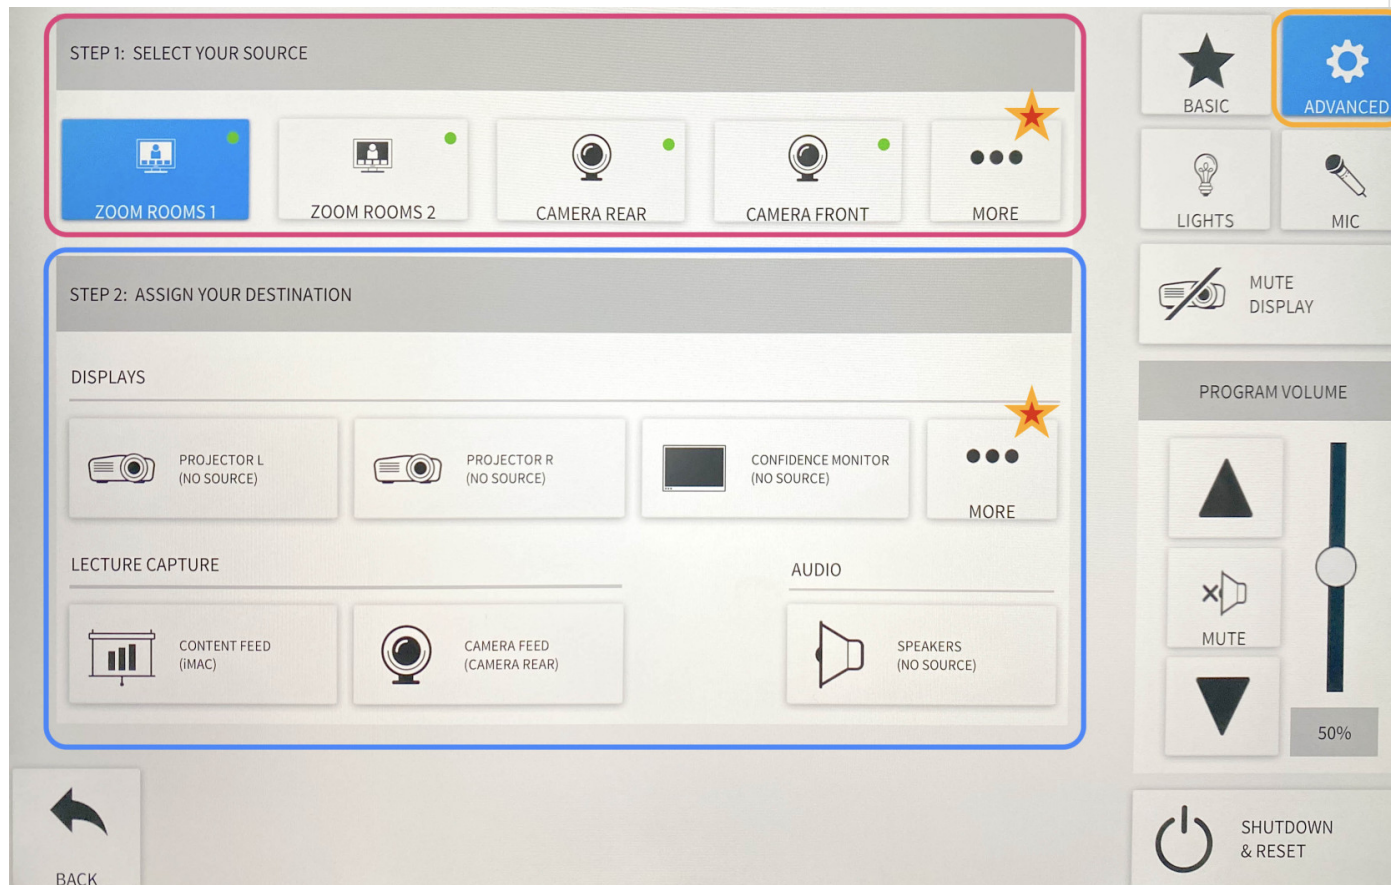 STEP 1: SELECT YOUR SOURCE
ZOOM ROOMS 1
ZOOM ROOMS 2
CAMERA REAR
CAMERA FRONT
MORE
STEP 2: ASSIGN YOUR DESTINATION
DISPLAYS
PROJECTOR L
(NO SOURCE)
PROJECTOR R
(NO SOURCE)
CONFIDENCE MONITOR
(NO SOURCE)
MORE
LECTURE CAPTURE
AUDIO
CONTENT FEED
(iMAC)
CAMERA FEED
(CAMERA REAR)
SPEAKERS
(NO SOURCE)
BACK
BASIC
ADVANCED
LIGHTS
MIC
MUTE
DISPLAY
PROGRAM VOLUME
MUTE
50%
SHUTDOWN
& RESET